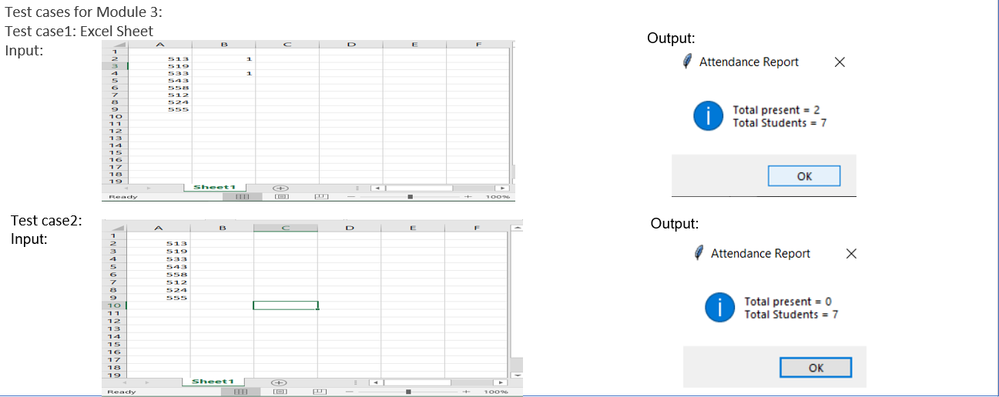 Test cases for Module 3:
Test case1: Excel Sheet
Input:
A B C D E F
1
2 513 1
3 519
4 533 1
5 543
6 558
7 512
8 524
9 555
10
11
12
13
14
15
16
17
18
19
Sheet1
Ready 100%
Output:
Attendance Report
Total present = 2
Total Students = 7
OK
Test case2:
Input:
A B C D E F
1
2 513
3 519
4 533
5 543
6 558
7 512
8 524
9 555
10
11
12
13
14
15
16
17
18
19
Sheet1
Ready 100%
Output:
Attendance Report
Total present = 0
Total Students = 7
OK